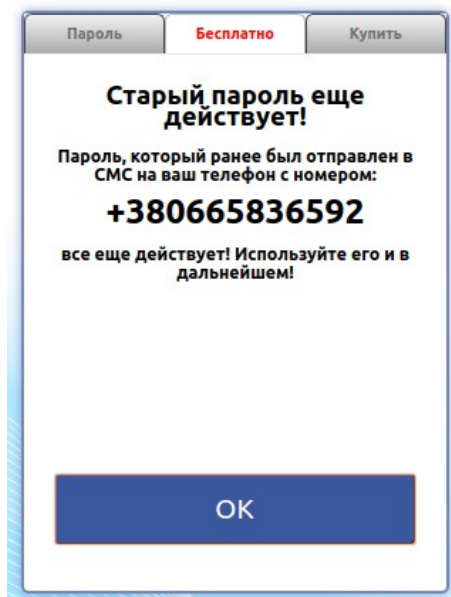 Пароль
Бесплатно
Купить
Старый пароль еще
действует!
Пароль, который ранее был отправлен в
СМС на ваш телефон с номером:
+380665836592
все еще действует! Используйте его и в
дальнейшем!
OK